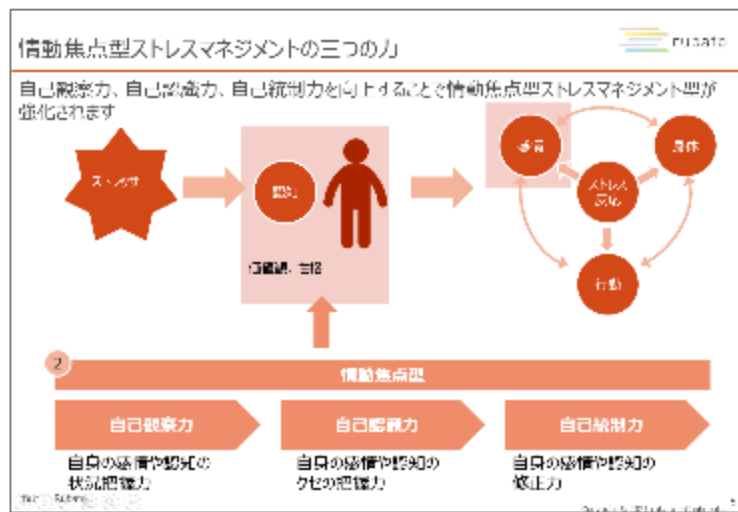 情動焦点型ストレスマネジメントの三つの力
rubato
自己観察力、自己認識力、自己統制力を向上することで情動焦点型ストレスマネジメント型が
強化されます
ストレッサ
認知
価値観、性格
感情
身体
ストレス
反応
行動
2
情動焦点型
自己観察力
自己認識力
自己統制力
自身の感情や認知の
状況把握力
自身の感情や認知の
クセの把握力
自身の感情や認知の
修正力